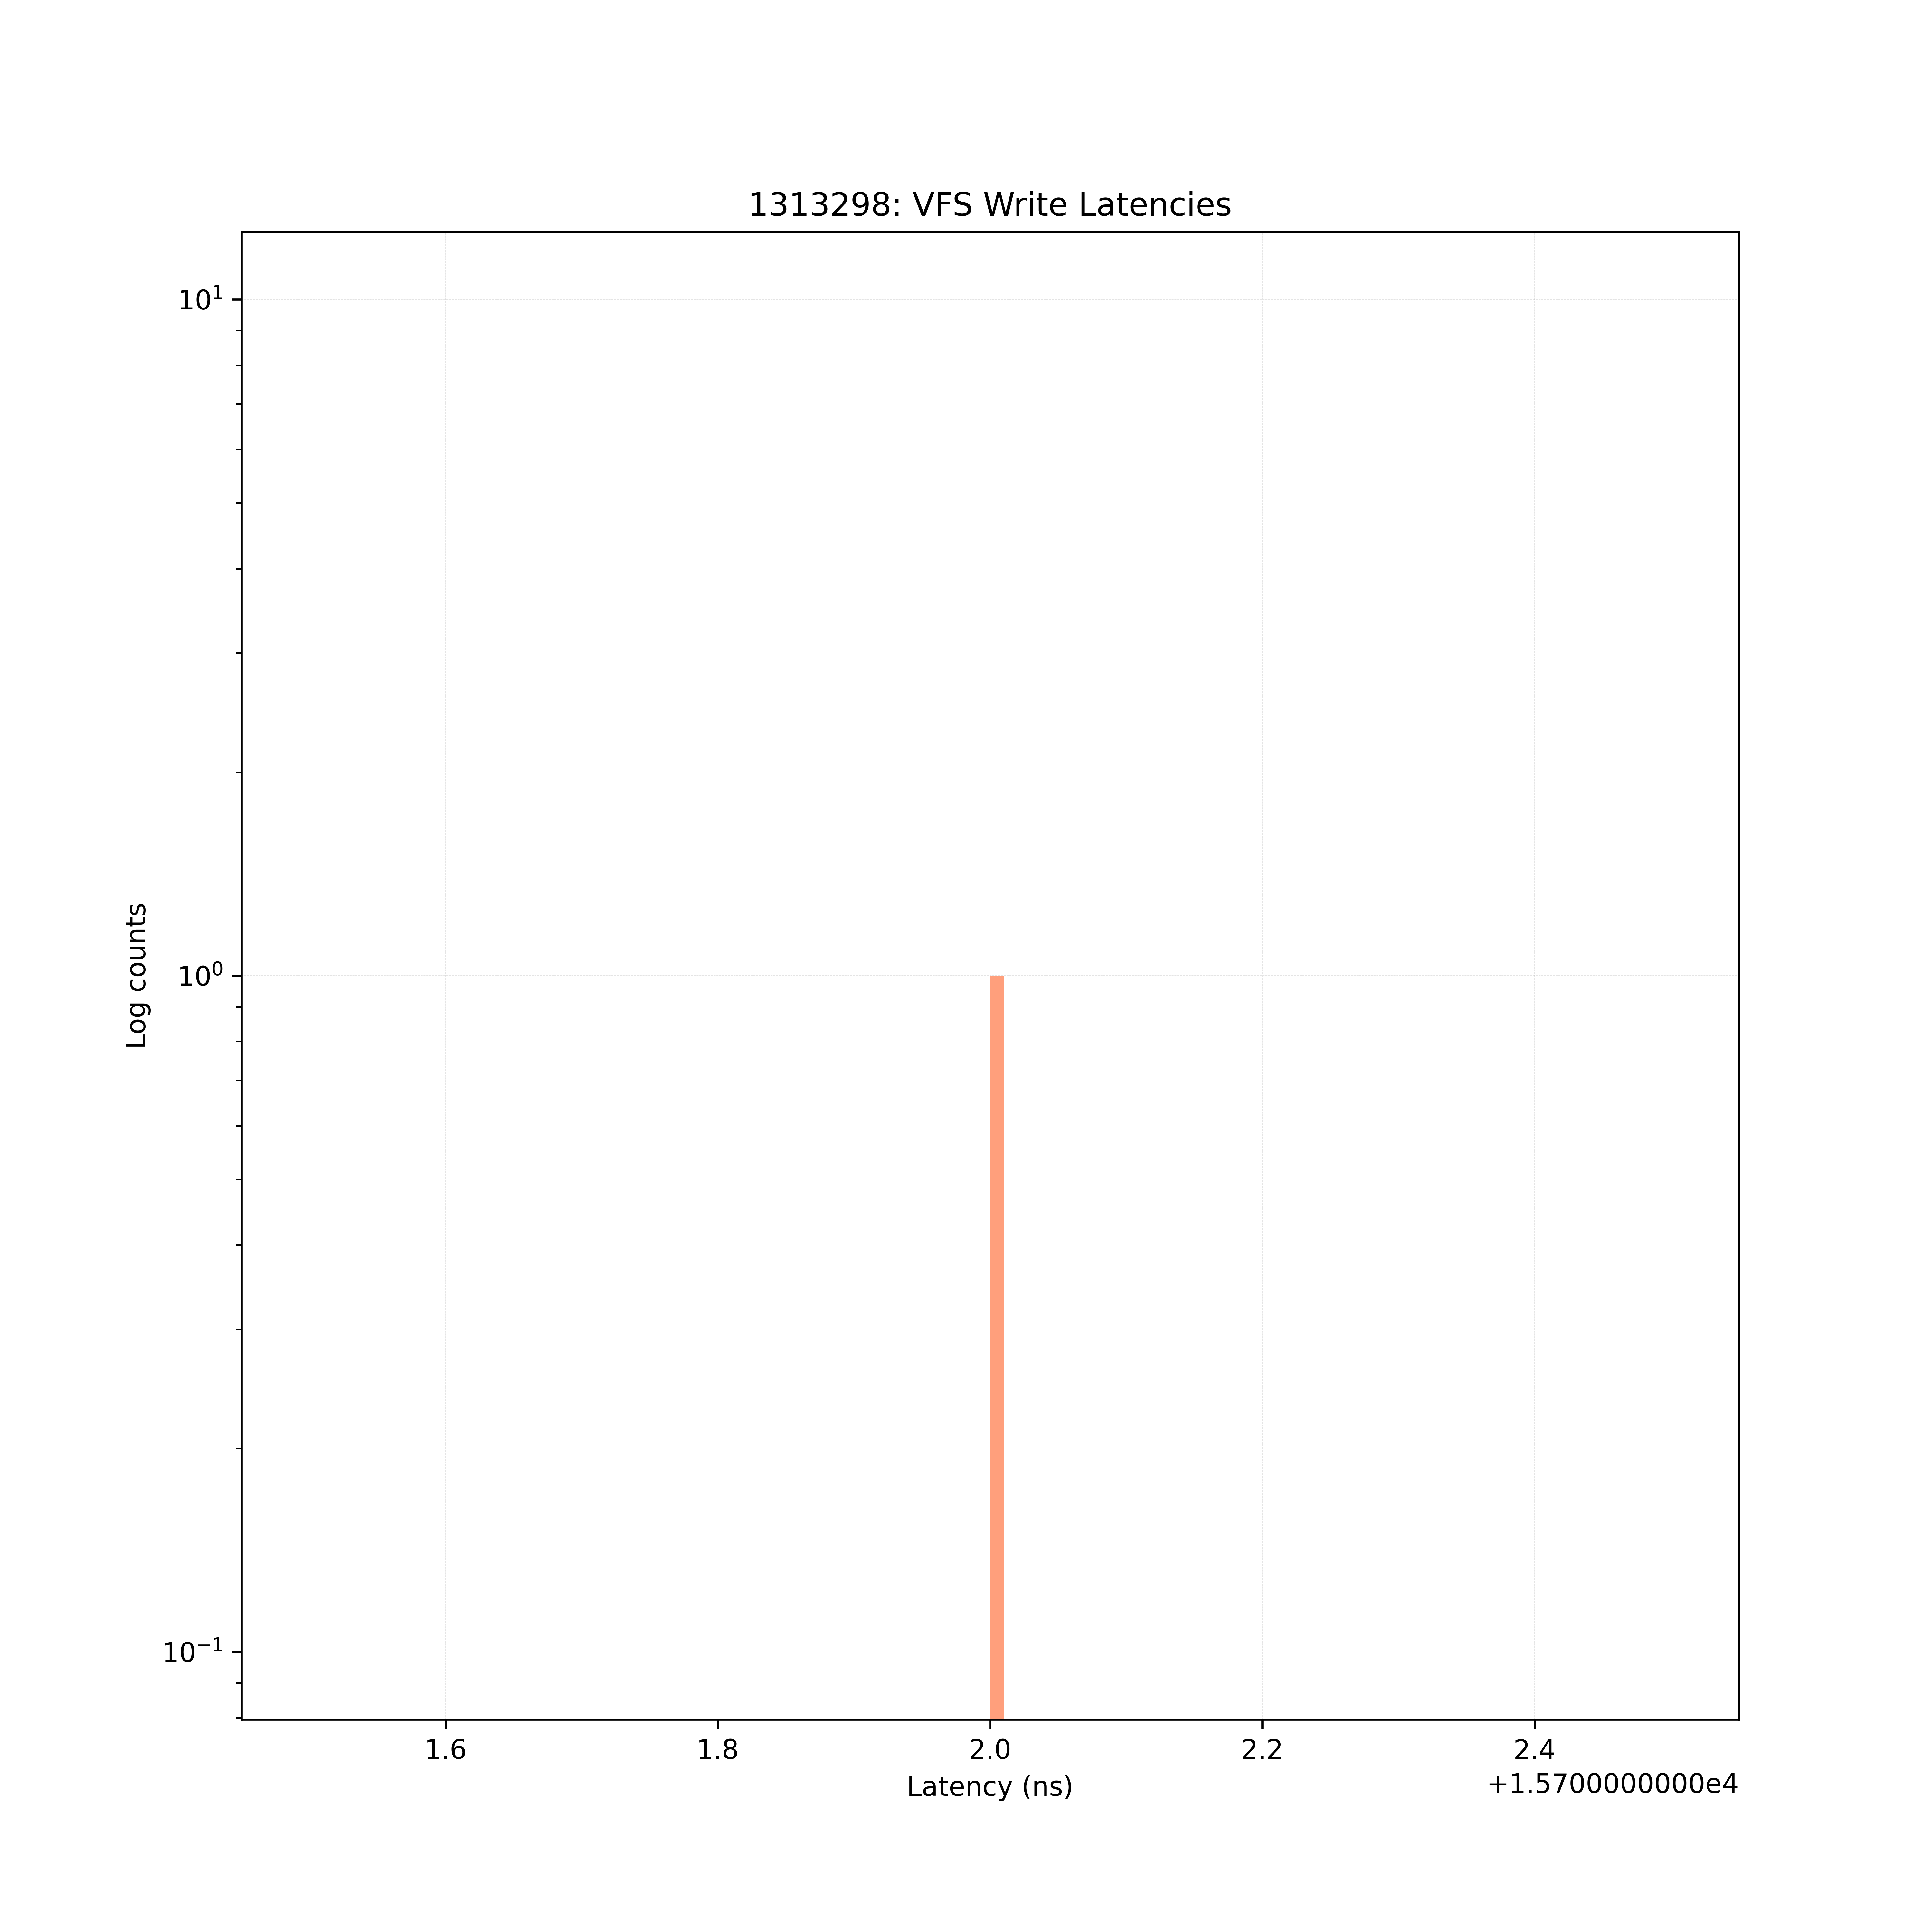 1313298: VFS Write Latencies
10¹
10⁰
10⁻¹
Log counts
1.6 1.8 2.0 2.2 2.4
Latency (ns)
+1.5700000000e4